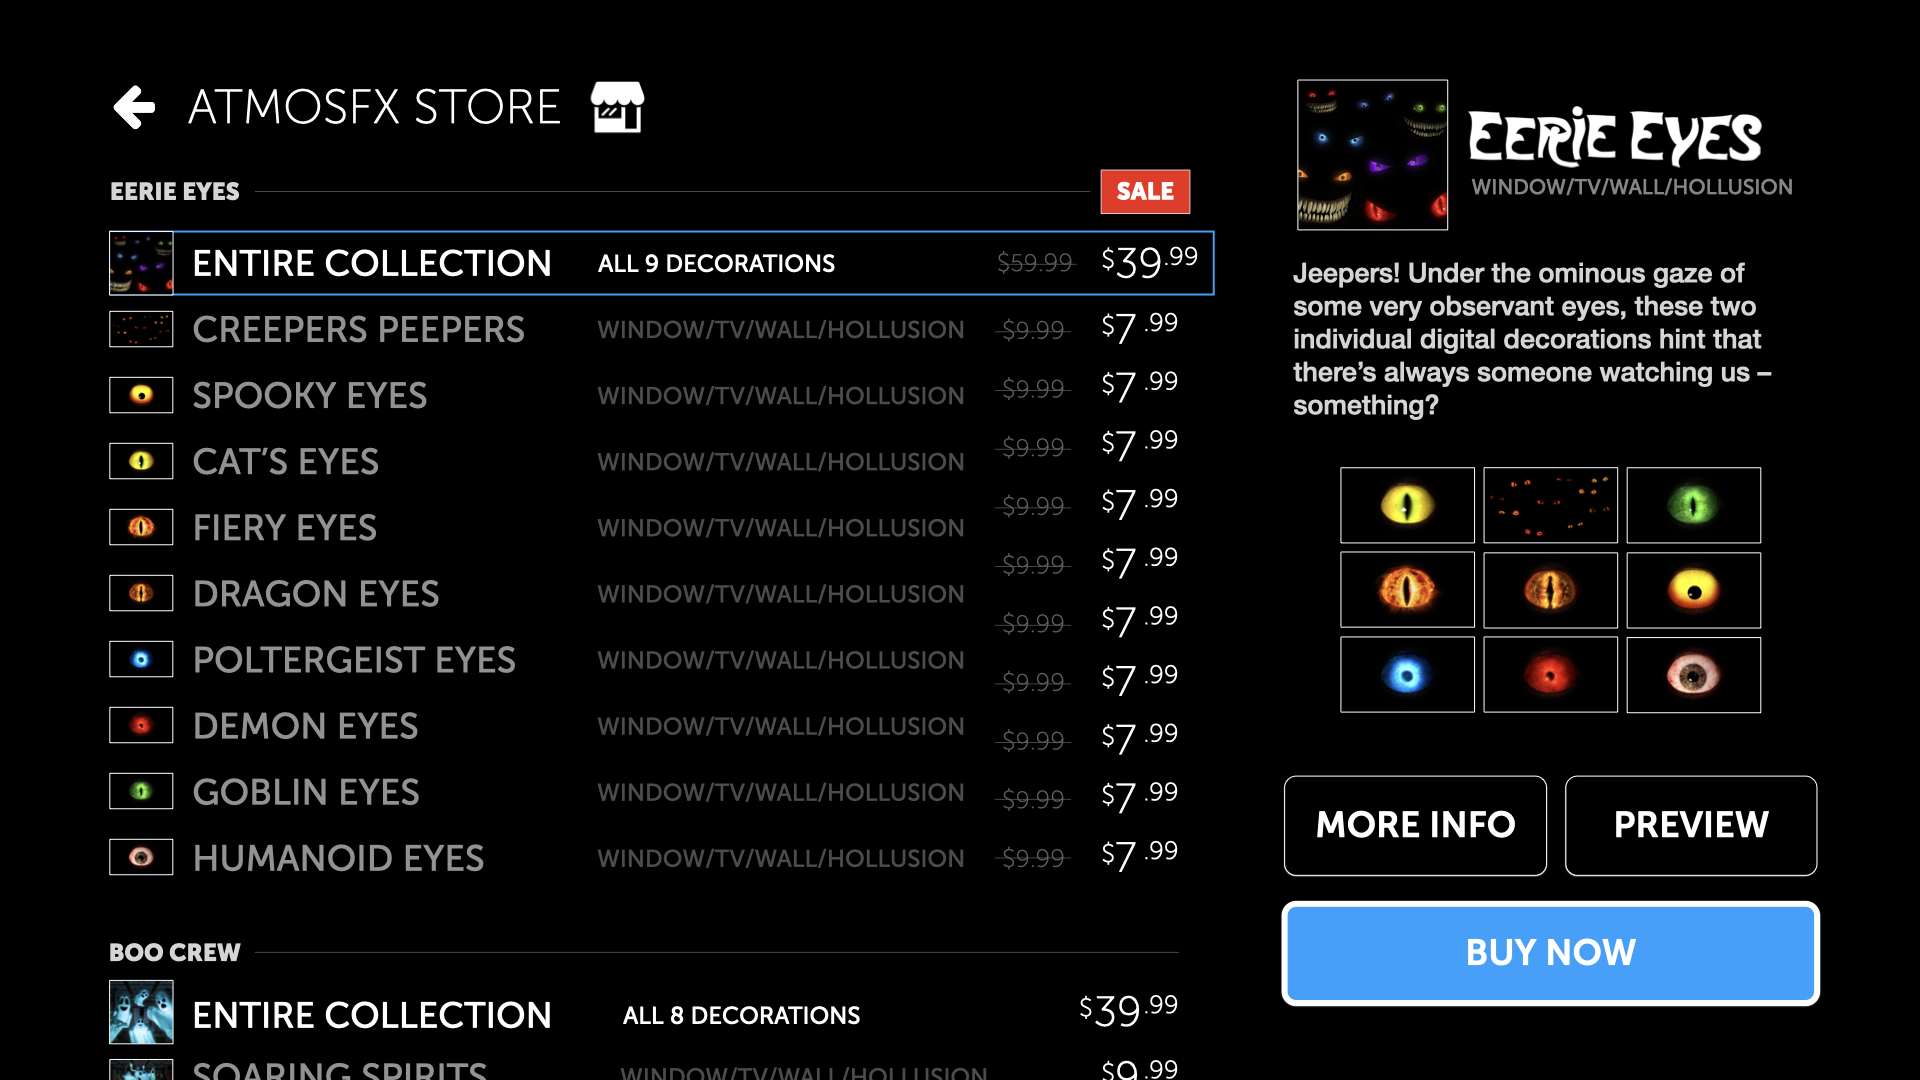 ATMOSFX STORE
EERIE EYES
SALE
ENTIRE COLLECTION ALL 9 DECORATIONS $59.99 $39.99
CREEPERS PEEPERS WINDOW/TV/WALL/HOLLUSION $9.99 $7.99
SPOOKY EYES WINDOW/TV/WALL/HOLLUSION $9.99 $7.99
CAT’S EYES WINDOW/TV/WALL/HOLLUSION $9.99 $7.99
FIERY EYES WINDOW/TV/WALL/HOLLUSION $9.99 $7.99
DRAGON EYES WINDOW/TV/WALL/HOLLUSION $9.99 $7.99
POLTERGEIST EYES WINDOW/TV/WALL/HOLLUSION $9.99 $7.99
DEMON EYES WINDOW/TV/WALL/HOLLUSION $9.99 $7.99
GOBLIN EYES WINDOW/TV/WALL/HOLLUSION $9.99 $7.99
HUMANOID EYES WINDOW/TV/WALL/HOLLUSION $9.99 $7.99
$9.99 $7.99
BOO CREW
ENTIRE COLLECTION ALL 8 DECORATIONS $39.99
SOARING SPIRITS WINDOW/TV/WALL/HOLLUSION $9.99
EERIE EYES
WINDOW/TV/WALL/HOLLUSION
Jeepers! Under the ominous gaze of
some very observant eyes, these two
individual digital decorations hint that
there’s always someone watching us –
something?
MORE INFO
PREVIEW
BUY NOW